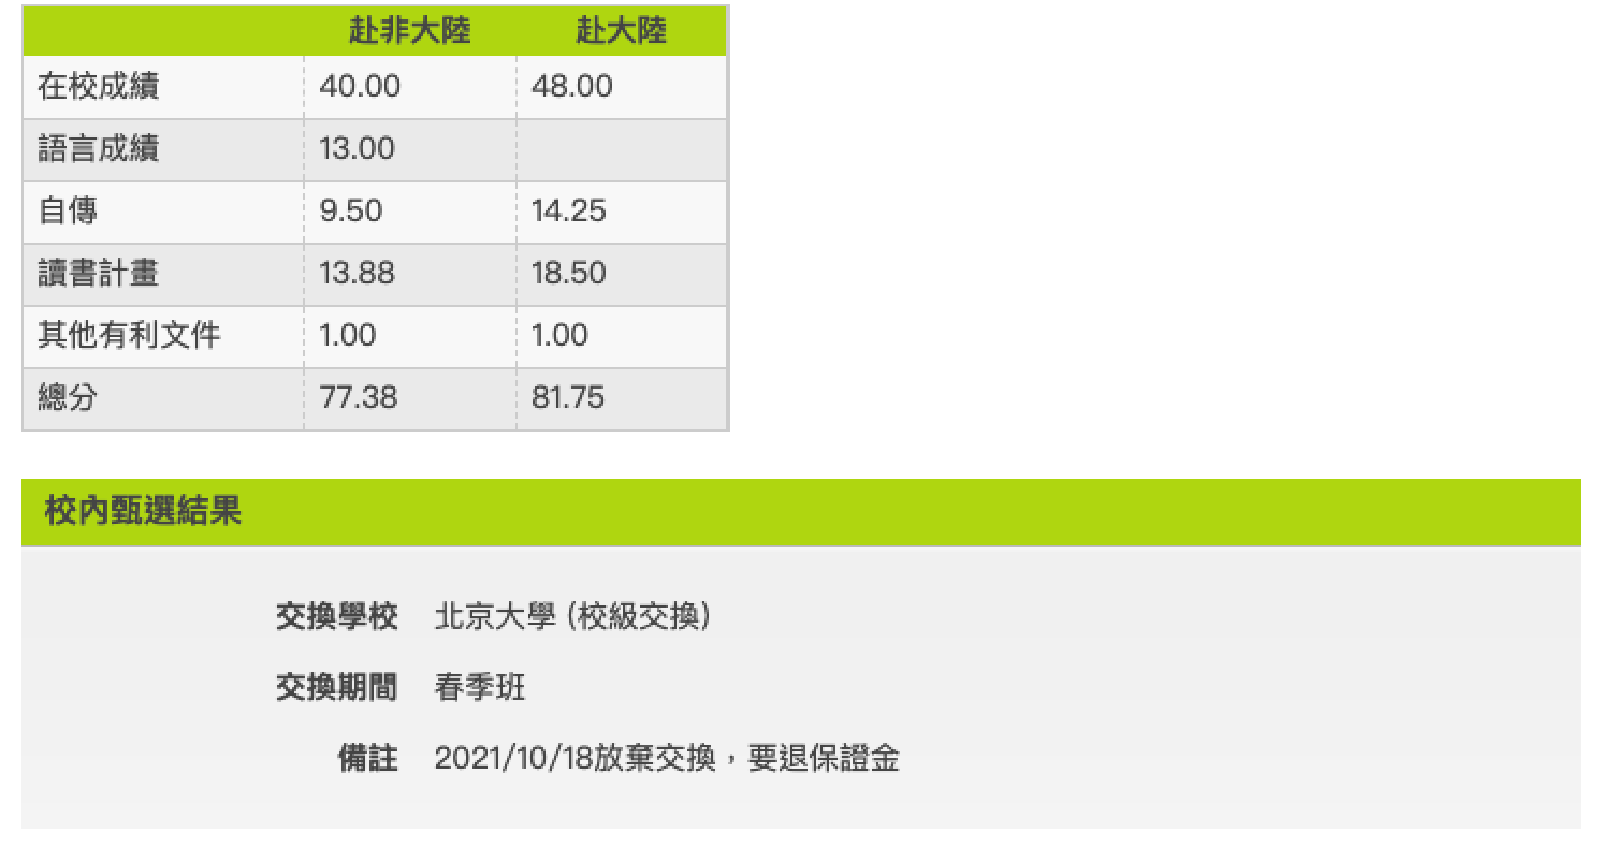 赴非大陸 赴大陸
在校成績 40.00 48.00
語言成績 13.00
自傳 9.50 14.25
讀書計畫 13.88 18.50
其他有利文件 1.00 1.00
總分 77.38 81.75
校內甄選結果
交換學校 北京大學 (校級交換)
交換期間 春季班
備註 2021/10/18放棄交換，要退保證金